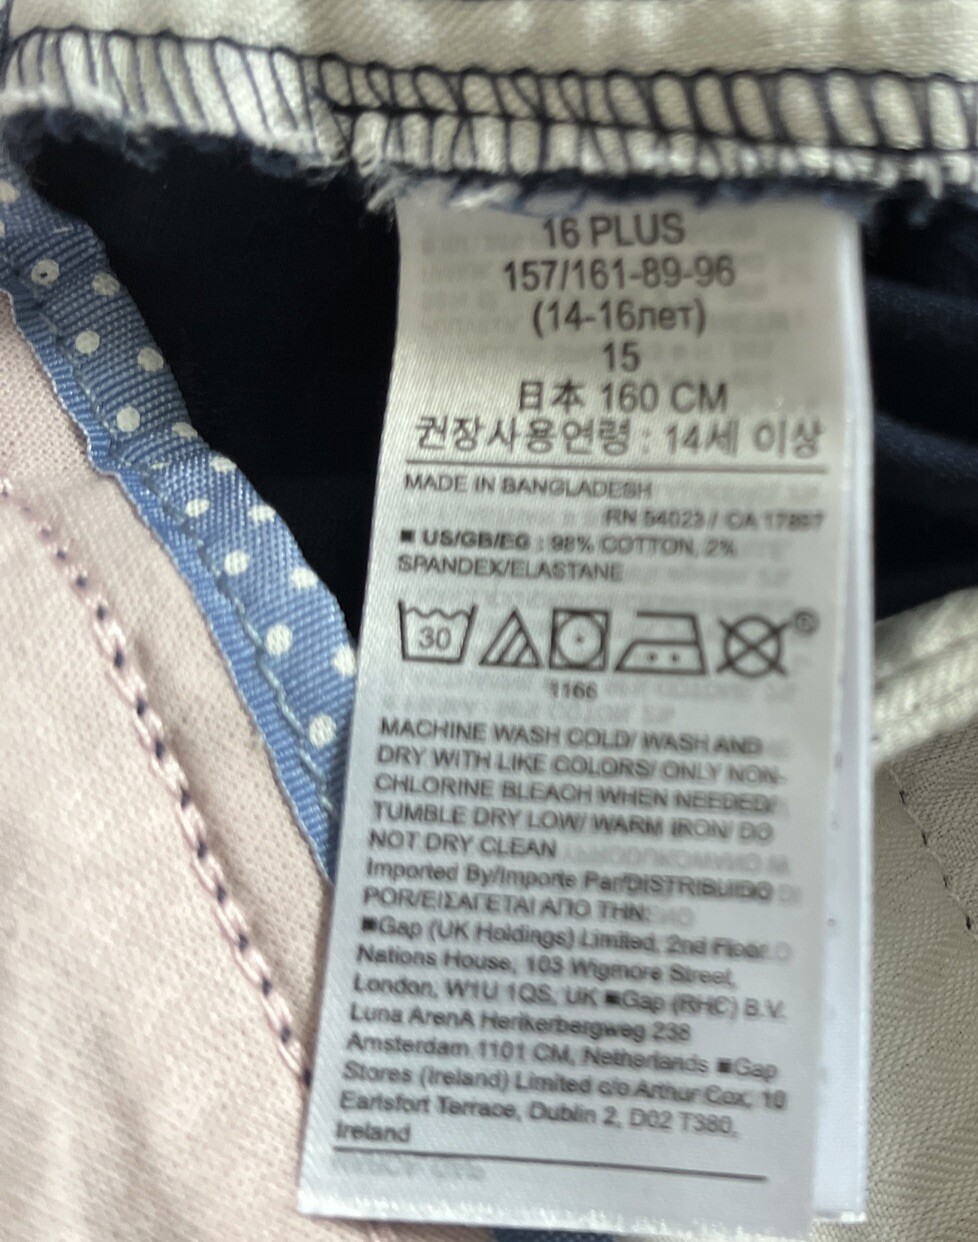 16 PLUS
157/161-89-96
(14-16лет)
15
日本 160 CM
권장사용연령 : 14세 이상
MADE IN BANGLADESH
RN 54023 / CA 17897
■ US/GB/EG : 98% COTTON, 2%
SPANDEX/ELASTANE
30
®
1166
MACHINE WASH COLD/ WASH AND
DRY WITH LIKE COLORS/ ONLY NON-
CHLORINE BLEACH WHEN NEEDED/
TUMBLE DRY LOW/ WARM IRON/ DO
NOT DRY CLEAN
Imported By/Importe Par/DISTRIBUIDO
POR/ΕΙΣΑΓΕΤΑΙ ΑΠΟ ΤΗΝ:
■Gap (UK Holdings) Limited, 2nd Floor
Nations House, 103 Wigmore Street,
London, W1U 1QS, UK ■Gap (RHC) B.V.
Luna ArenA Herikerbergweg 238
Amsterdam 1101 CM, Netherlands ■Gap
Stores (Ireland) Limited c/o Arthur Cox, 10
Earlsfort Terrace, Dublin 2, D02 T380,
Ireland